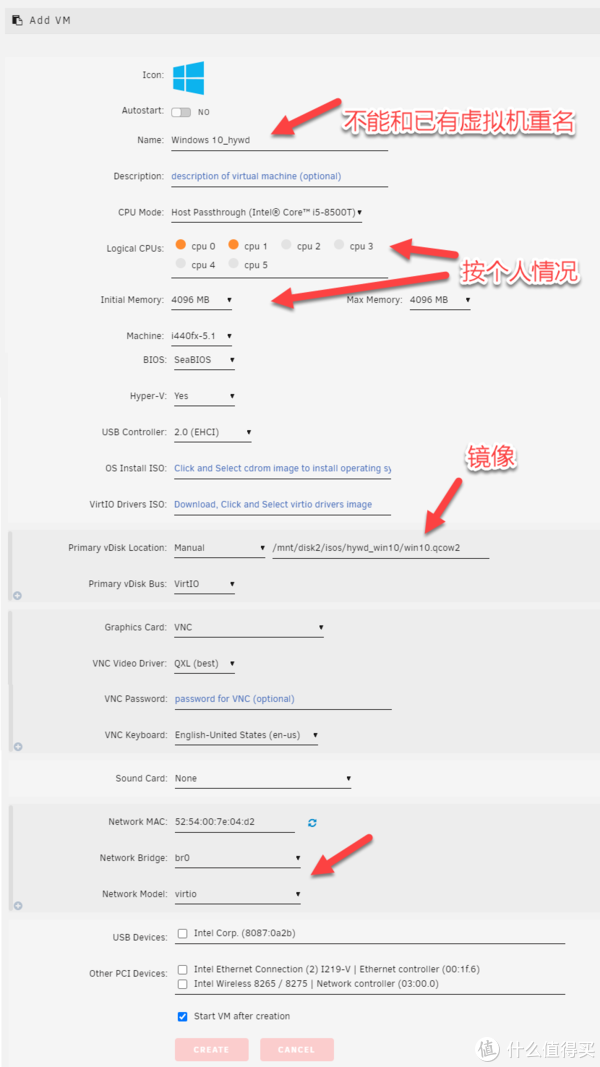 Add VM
Icon:
Autostart: NO
不能和已有虚拟机重名
Name: Windows 10_hywd
Description: description of virtual machine (optional)
CPU Mode: Host Passthrough (Intel® Core™ i5-8500T)
Logical CPUs: cpu 0 cpu 1 cpu 2 cpu 3
cpu 4 cpu 5
按个人情况
Initial Memory: 4096 MB Max Memory: 4096 MB
Machine: i440fx-5.1
BIOS: SeaBIOS
Hyper-V: Yes
USB Controller: 2.0 (EHCI)
镜像
OS Install ISO: Click and Select cdrom image to install operating sy
VirtIO Drivers ISO: Download, Click and Select virtio drivers image
Primary vDisk Location: Manual /mnt/disk2/isos/hywd_win10/win10.qcow2
Primary vDisk Bus: VirtIO
Graphics Card: VNC
VNC Video Driver: QXL (best)
VNC Password: password for VNC (optional)
VNC Keyboard: English-United States (en-us)
Sound Card: None
Network MAC: 52:54:00:7e:04:d2
Network Bridge: br0
Network Model: virtio
USB Devices: Intel Corp. (8087:0a2b)
Other PCI Devices: Intel Ethernet Connection (2) I219-V | Ethernet controller (00:1f.6)
Intel Wireless 8265 / 8275 | Network controller (03:00.0)
Start VM after creation
CREATE CANCEL
值 什么值得买